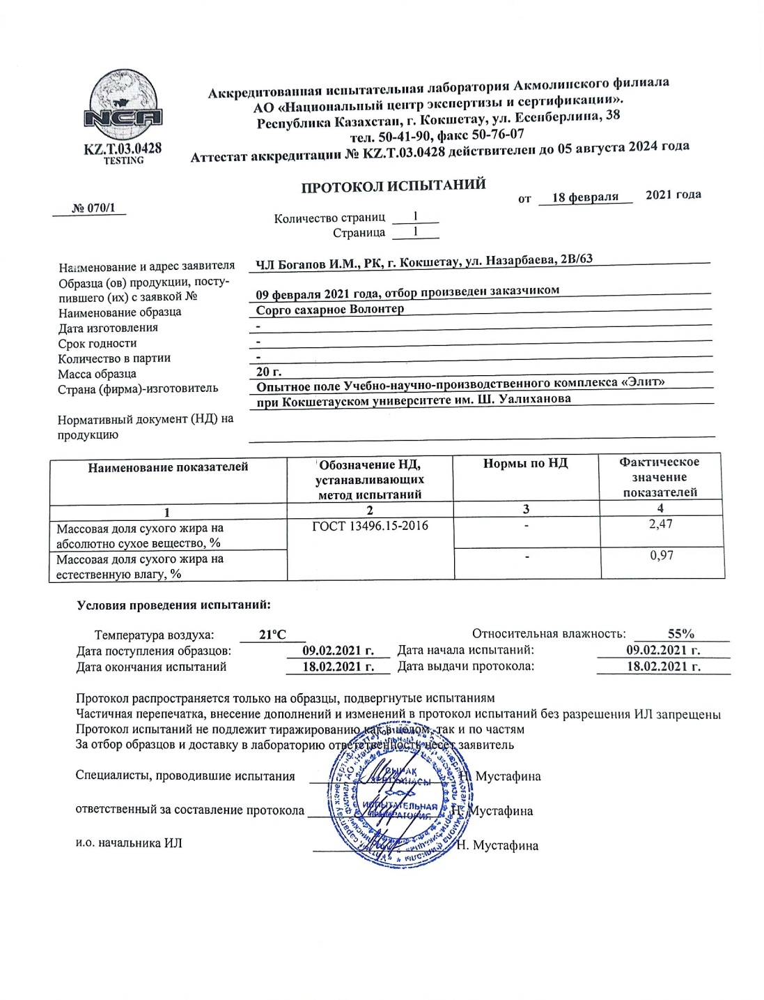 NCA
KZ.T.03.0428
TESTING
Аккредитованная испытательная лаборатория Акмолинского филиала
АО «Национальный центр экспертизы и сертификации».
Республика Казахстан, г. Кокшетау, ул. Есенберлина, 38
тел. 50-41-90, факс 50-76-07
Аттестат аккредитации № KZ.T.03.0428 действителен до 05 августа 2024 года
ПРОТОКОЛ ИСПЫТАНИЙ
№ 070/1 от 18 февраля 2021 года
Количество страниц 1
Страница 1
Наименование и адрес заявителя ЧЛ Богапов И.М., РК, г. Кокшетау, ул. Назарбаева, 2В/63
Образца (ов) продукции, посту-
пившего (их) с заявкой № 09 февраля 2021 года, отбор произведен заказчиком
Наименование образца Сорго сахарное Волонтер
Дата изготовления -
Срок годности -
Количество в партии -
Масса образца 20 г.
Страна (фирма)-изготовитель Опытное поле Учебно-научно-производственного комплекса «Элит»
при Кокшетауском университете им. Ш. Уалиханова
Нормативный документ (НД) на
продукцию
Наименование показателей Обозначение НД, устанавливающих метод испытаний Нормы по НД Фактическое значение показателей
1 2 3 4
Массовая доля сухого жира на ГОСТ 13496.15-2016 - 2,47
абсолютно сухое вещество, %
Массовая доля сухого жира на - 0,97
естественную влагу, %
Условия проведения испытаний:
Температура воздуха: 21ºС Относительная влажность: 55%
Дата поступления образцов: 09.02.2021 г. Дата начала испытаний: 09.02.2021 г.
Дата окончания испытаний 18.02.2021 г. Дата выдачи протокола: 18.02.2021 г.
Протокол распространяется только на образцы, подвергнутые испытаниям
Частичная перепечатка, внесение дополнений и изменений в протокол испытаний без разрешения ИЛ запрещены
Протокол испытаний не подлежит тиражированию как в целом, так и по частям
За отбор образцов и доставку в лабораторию ответственность несет заявитель
Специалисты, проводившие испытания Н. Мустафина
ответственный за составление протокола Н. Мустафина
и.о. начальника ИЛ Н. Мустафина
СЫНАҚ
ЗЕРТХАНАСЫ
ИСПЫТАТЕЛЬНАЯ
ЛАБОРАТОРИЯ